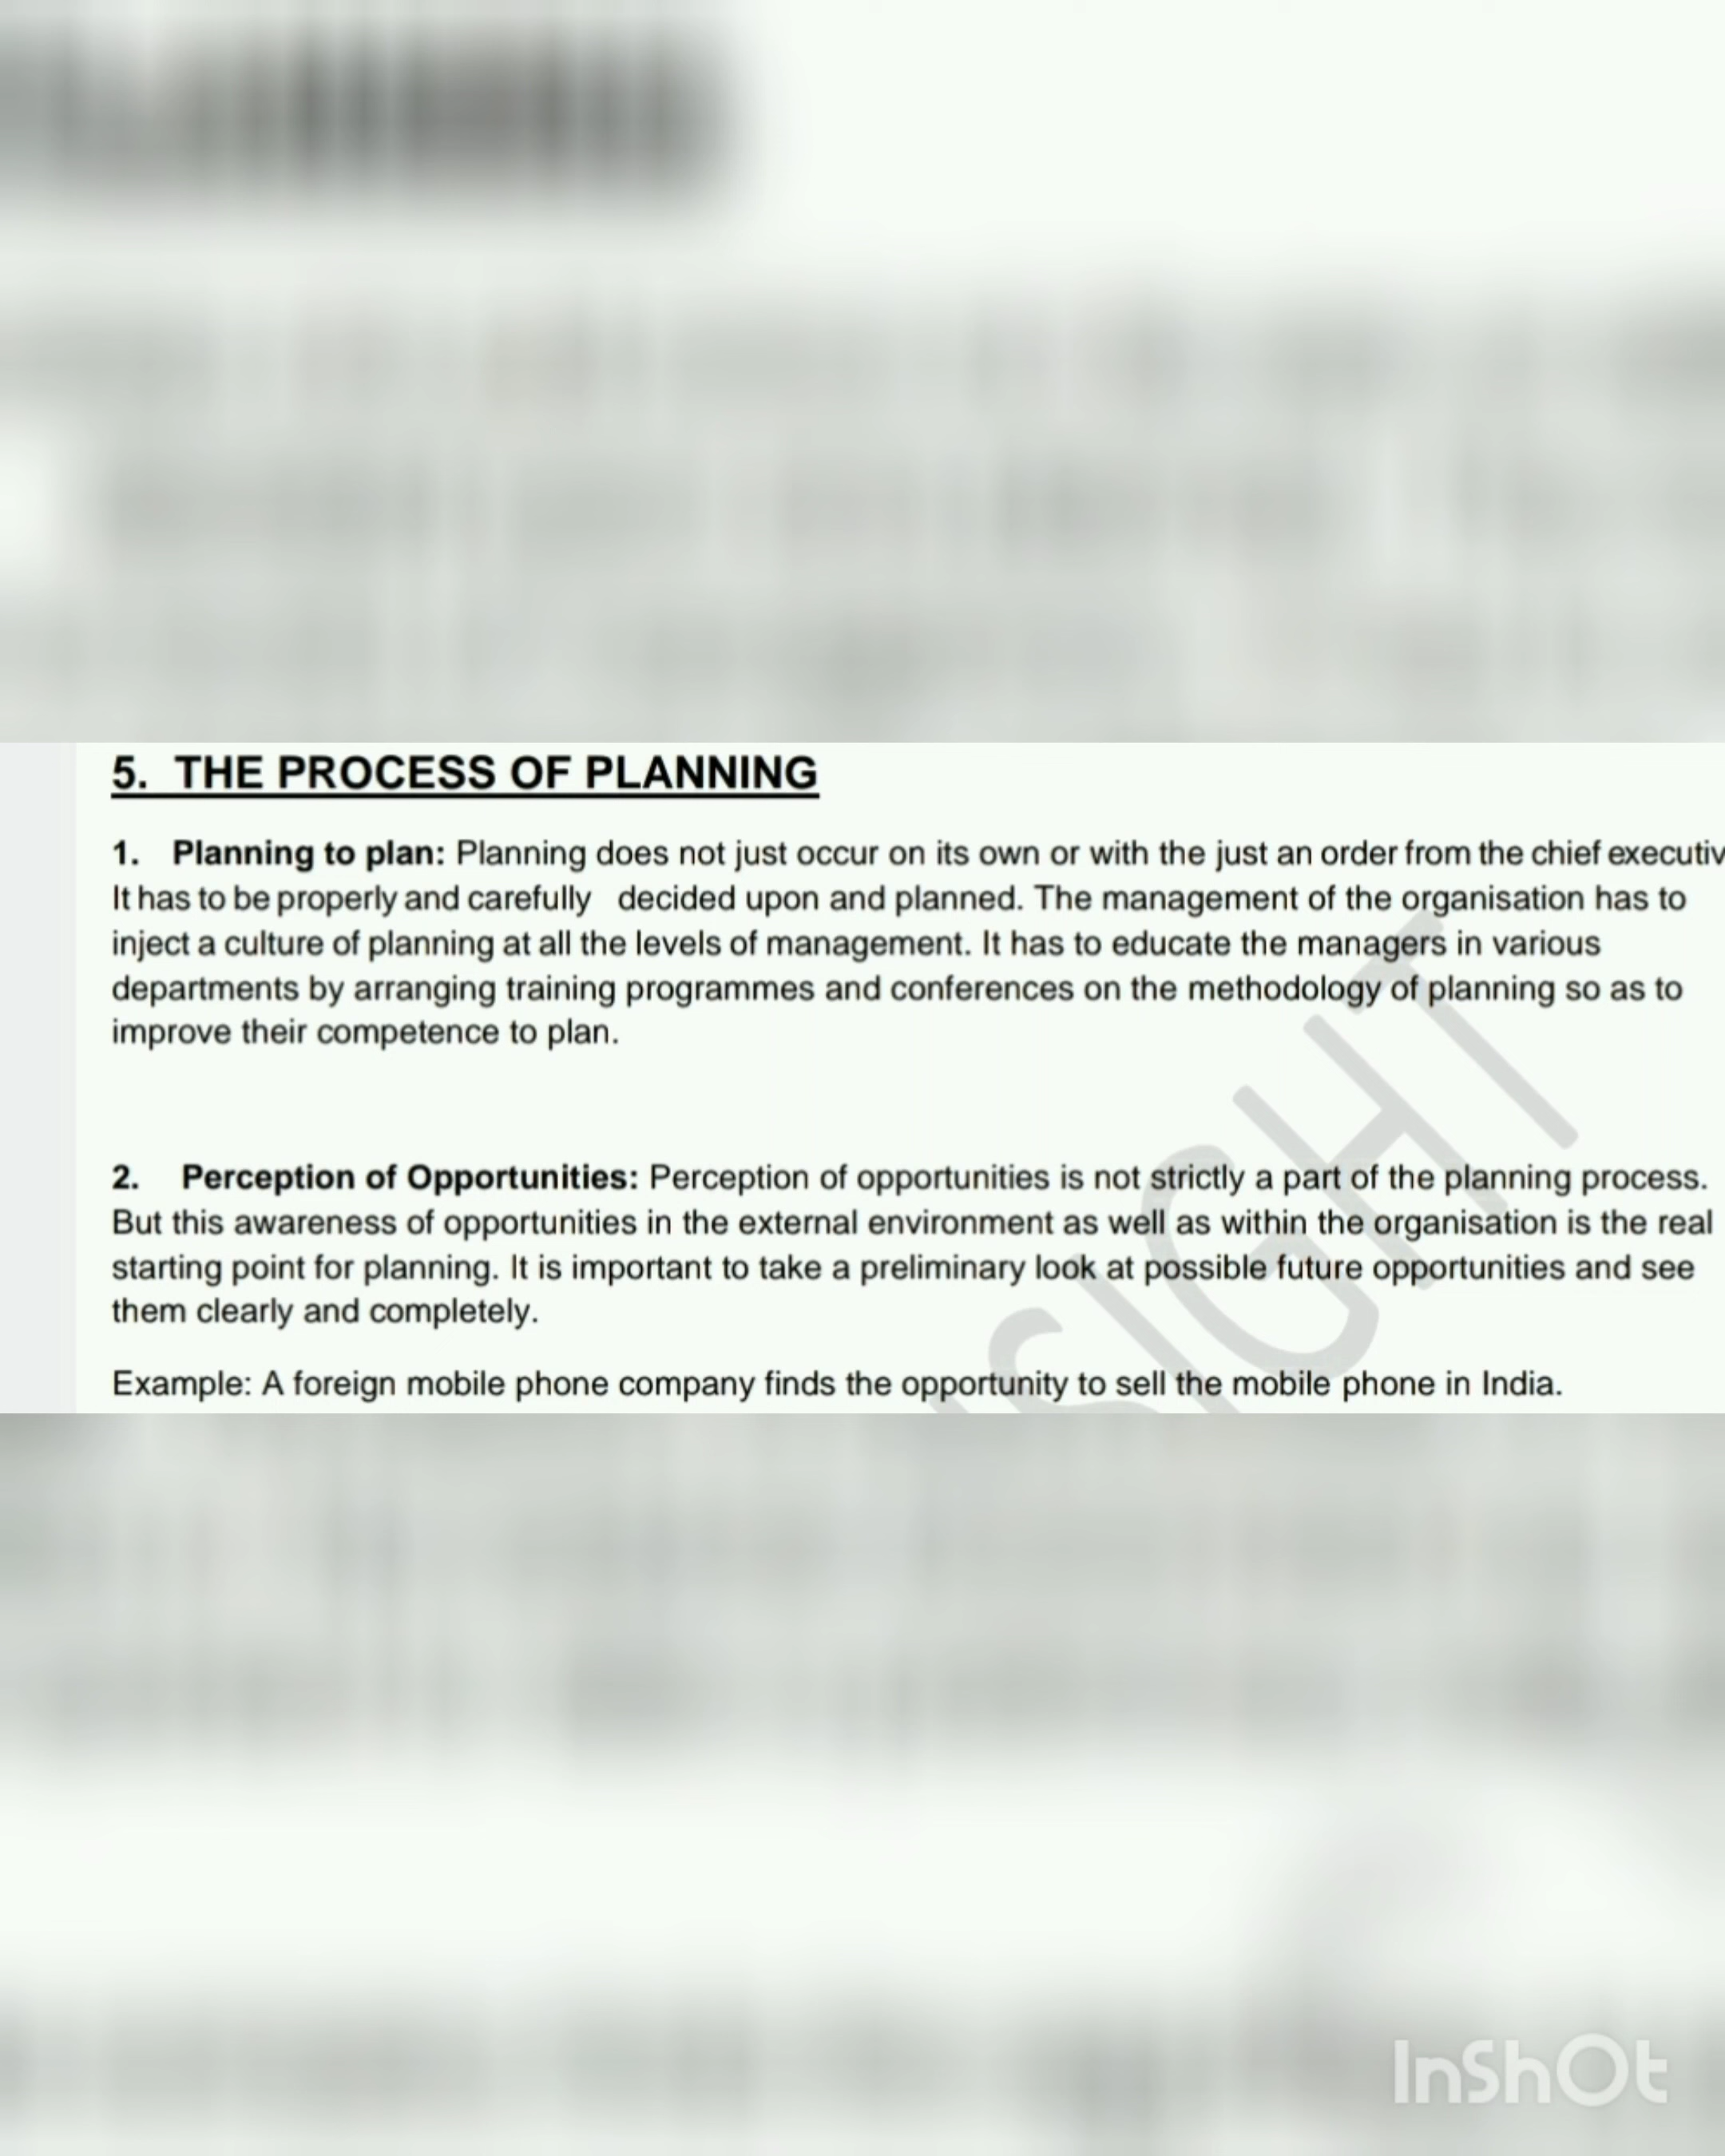 5. THE PROCESS OF PLANNING
1. Planning to plan: Planning does not just occur on its own or with the just an order from the chief executiv
It has to be properly and carefully decided upon and planned. The management of the organisation has to
inject a culture of planning at all the levels of management. It has to educate the managers in various
departments by arranging training programmes and conferences on the methodology of planning so as to
improve their competence to plan.
2. Perception of Opportunities: Perception of opportunities is not strictly a part of the planning process.
But this awareness of opportunities in the external environment as well as within the organisation is the real
starting point for planning. It is important to take a preliminary look at possible future opportunities and see
them clearly and completely.
Example: A foreign mobile phone company finds the opportunity to sell the mobile phone in India.
SIGHT
InShOt